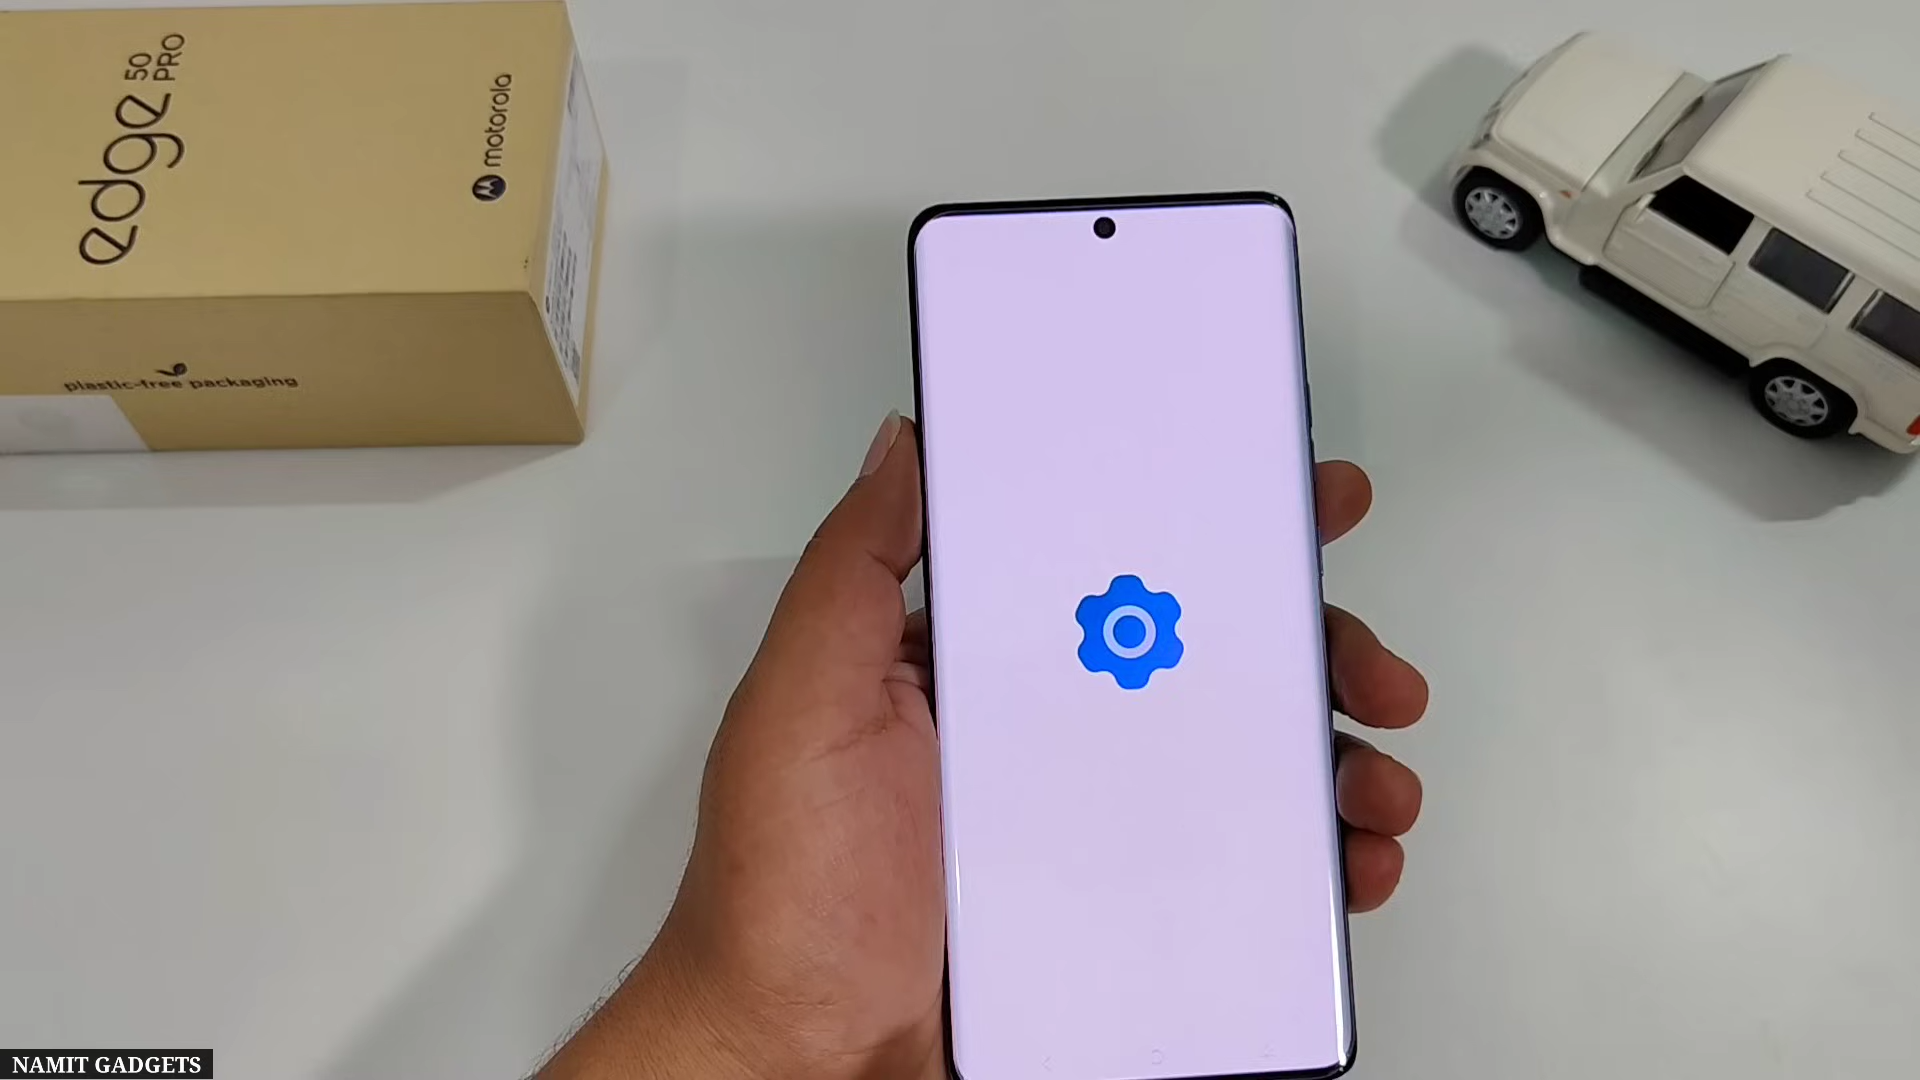 edge 50
PRO
motorola
plastic-free packaging
NAMIT GADGETS